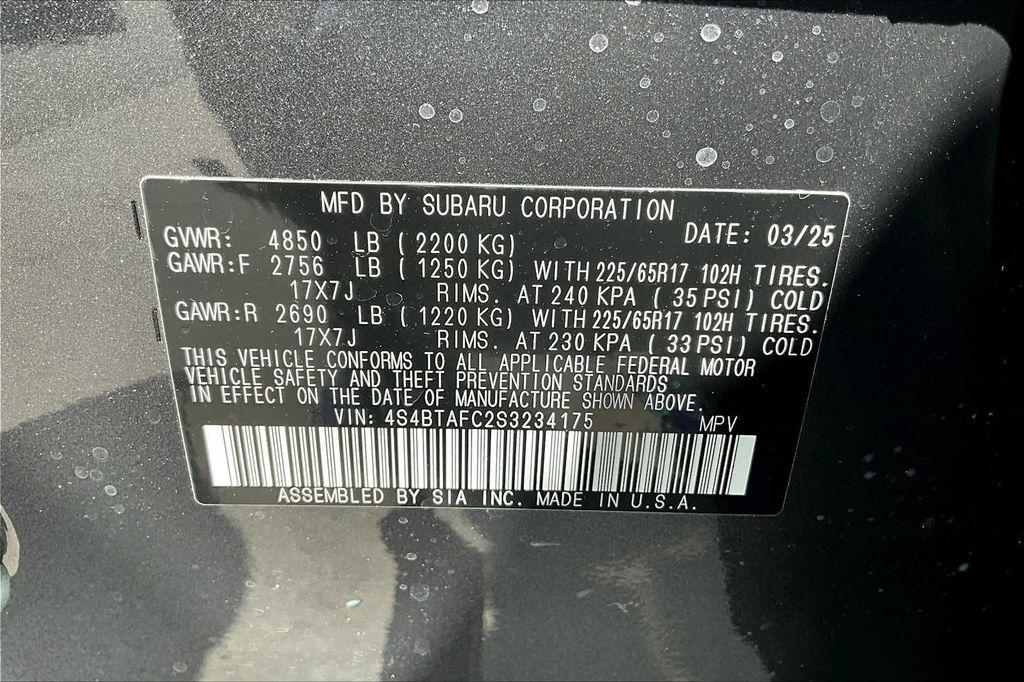 MFD BY SUBARU CORPORATION
GVWR: 4850 LB (2200 KG) DATE: 03/25
GAWR:F 2756 LB (1250 KG) WITH 225/65R17 102H TIRES.
17X7J RIMS. AT 240 KPA (35 PSI) COLD
GAWR:R 2690 LB (1220 KG) WITH 225/65R17 102H TIRES.
17X7J RIMS. AT 230 KPA (33 PSI) COLD
THIS VEHICLE CONFORMS TO ALL APPLICABLE FEDERAL MOTOR
VEHICLE SAFETY AND THEFT PREVENTION STANDARDS
IN EFFECT ON THE DATE OF MANUFACTURE SHOWN ABOVE.
VIN: 4S4BTAFC2S3234175 MPV
ASSEMBLED BY SIA INC. MADE IN U.S.A.